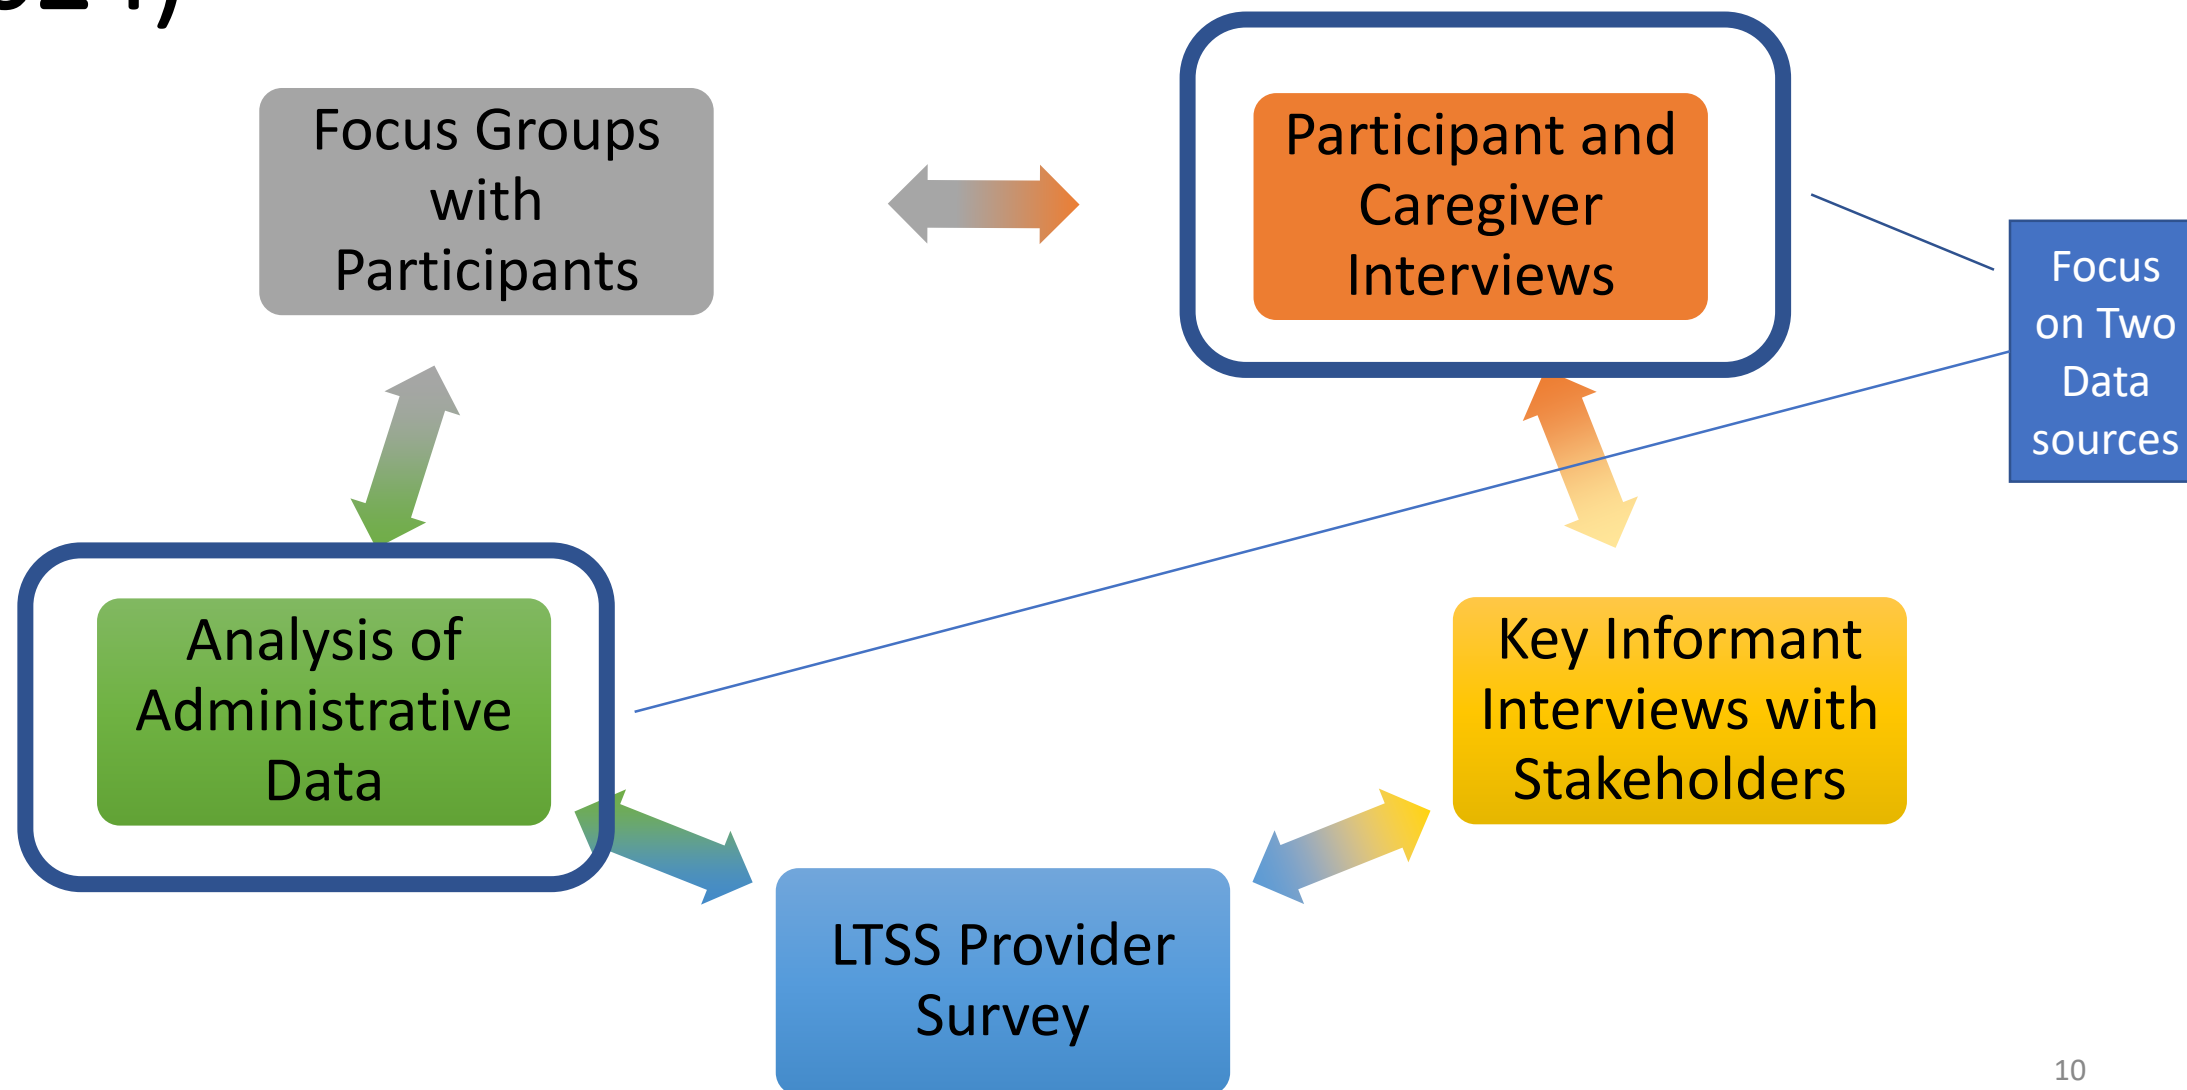 Focus Groups
with
Participants
Participant and
Caregiver
Interviews
Focus
on Two
Data
sources
Analysis of
Administrative
Data
Key Informant
Interviews with
Stakeholders
LTSS Provider
Survey
10